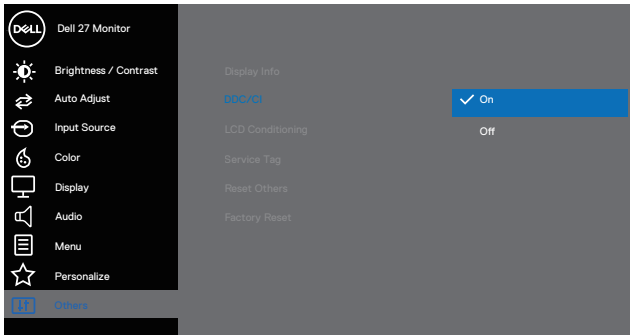 DELL
Dell 27 Monitor
Brightness / Contrast
Auto Adjust
Input Source
Color
Display
Audio
Menu
Personalize
Others
Display Info
DDC/CI
LCD Conditioning
Service Tag
Reset Others
Factory Reset
On
Off